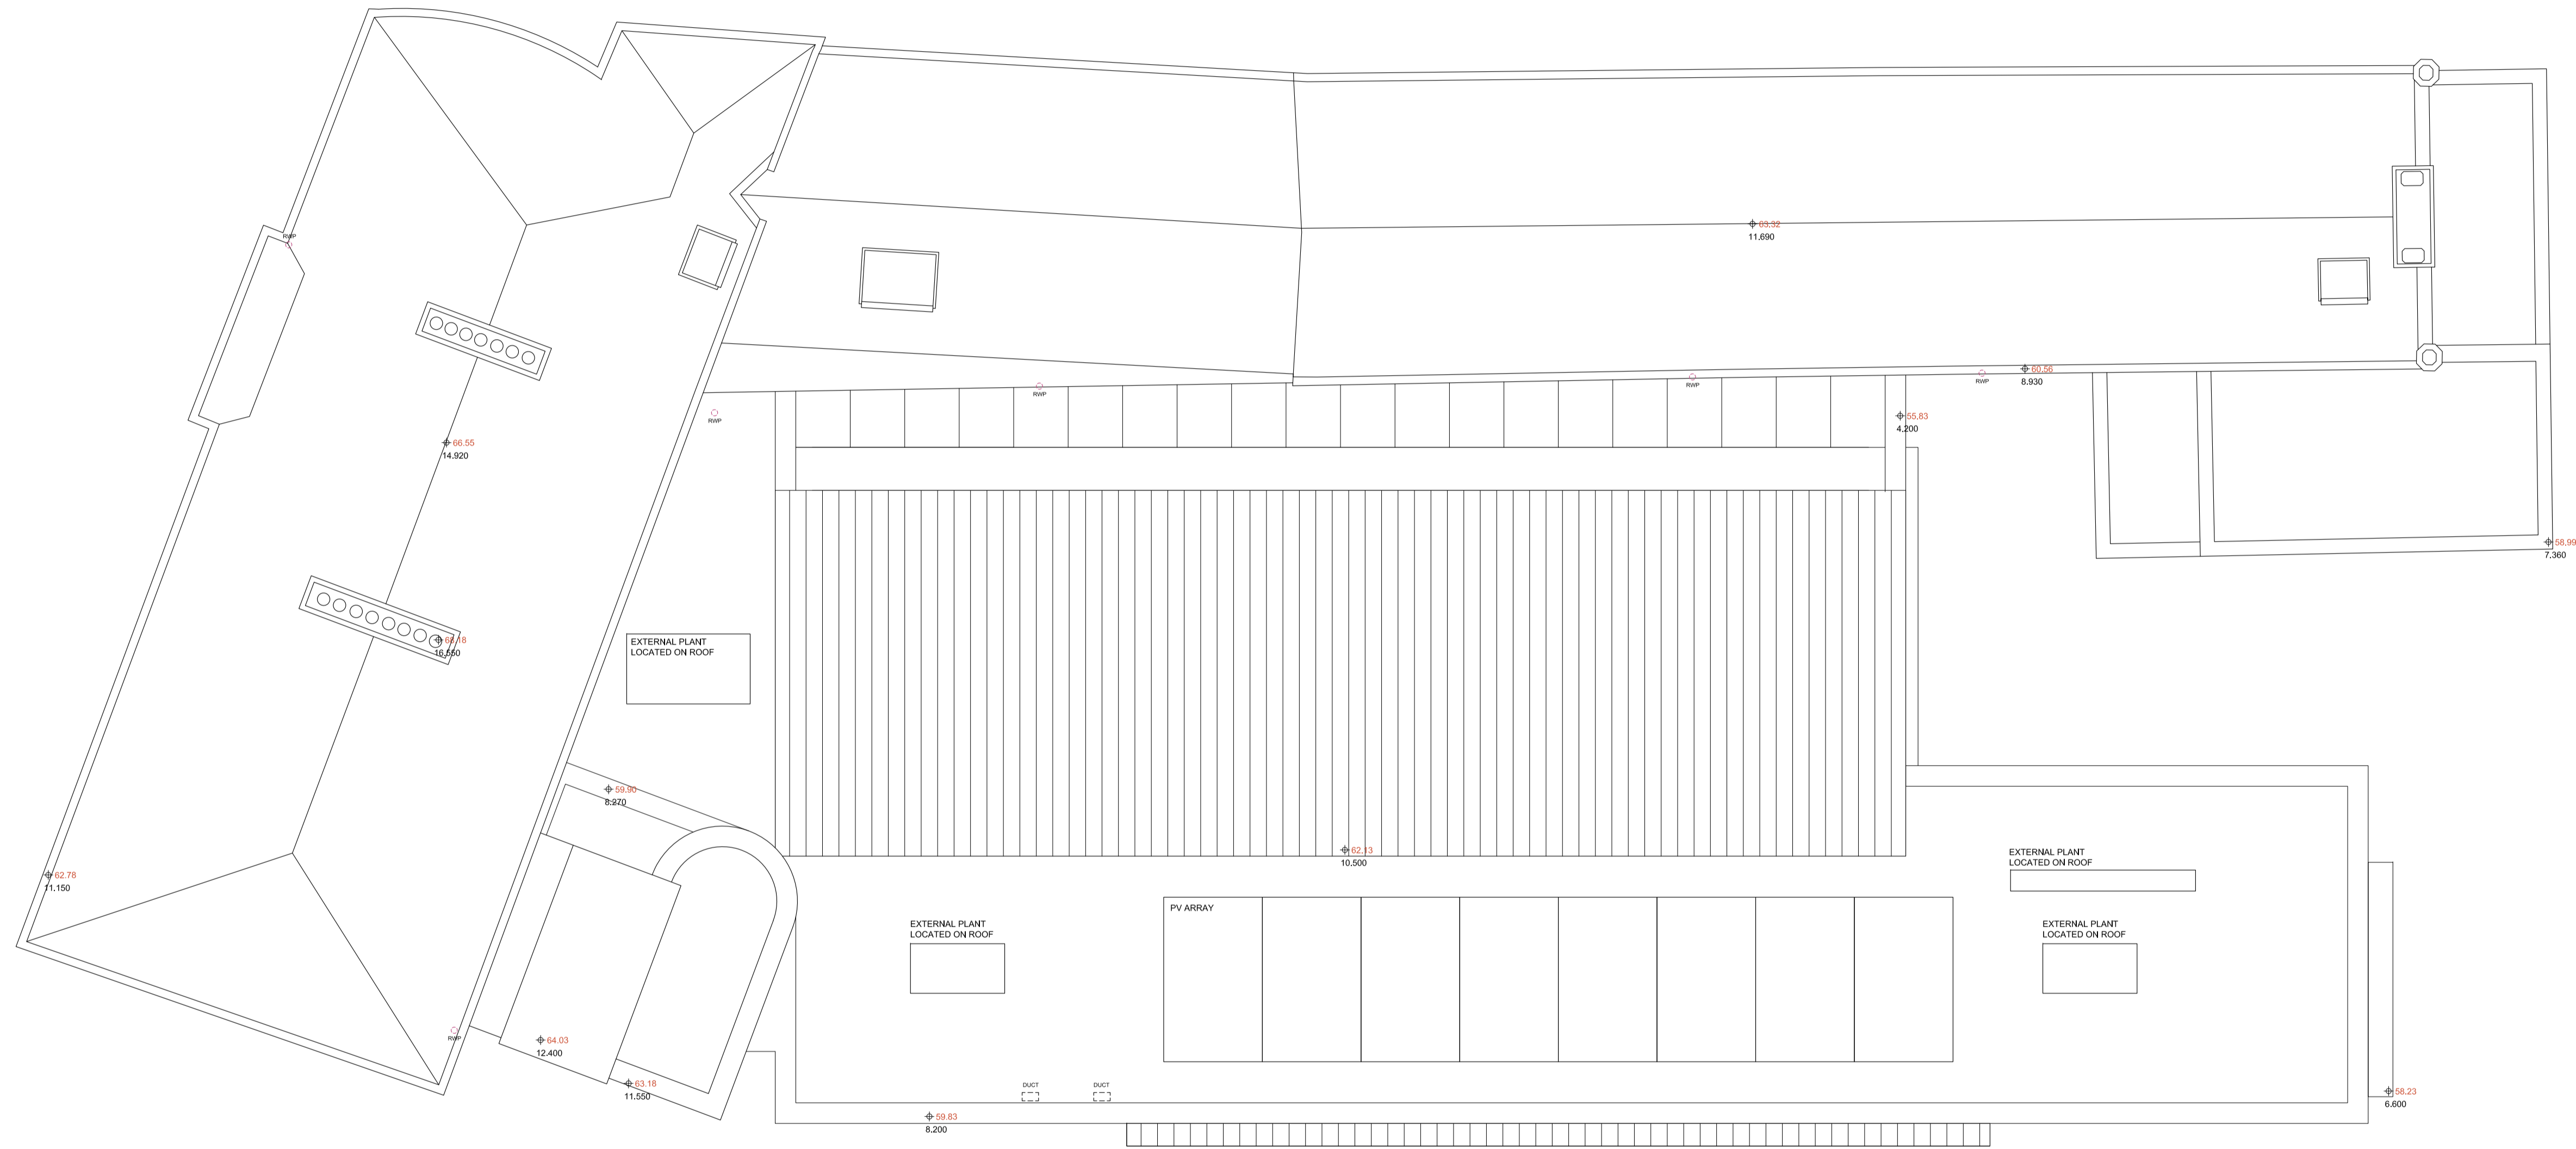 RWP
63.32
11.690
60.56
8.930
RWP
RWP
RWP
RWP
55.83
4.200
66.55
14.920
58.99
7.360
EXTERNAL PLANT
LOCATED ON ROOF
68.18
16.550
59.90
8.270
62.13
10.500
EXTERNAL PLANT
LOCATED ON ROOF
62.78
11.150
PV ARRAY
EXTERNAL PLANT
LOCATED ON ROOF
EXTERNAL PLANT
LOCATED ON ROOF
RWP
64.03
12.400
63.18
11.550
DUCT
DUCT
58.23
6.600
59.83
8.200